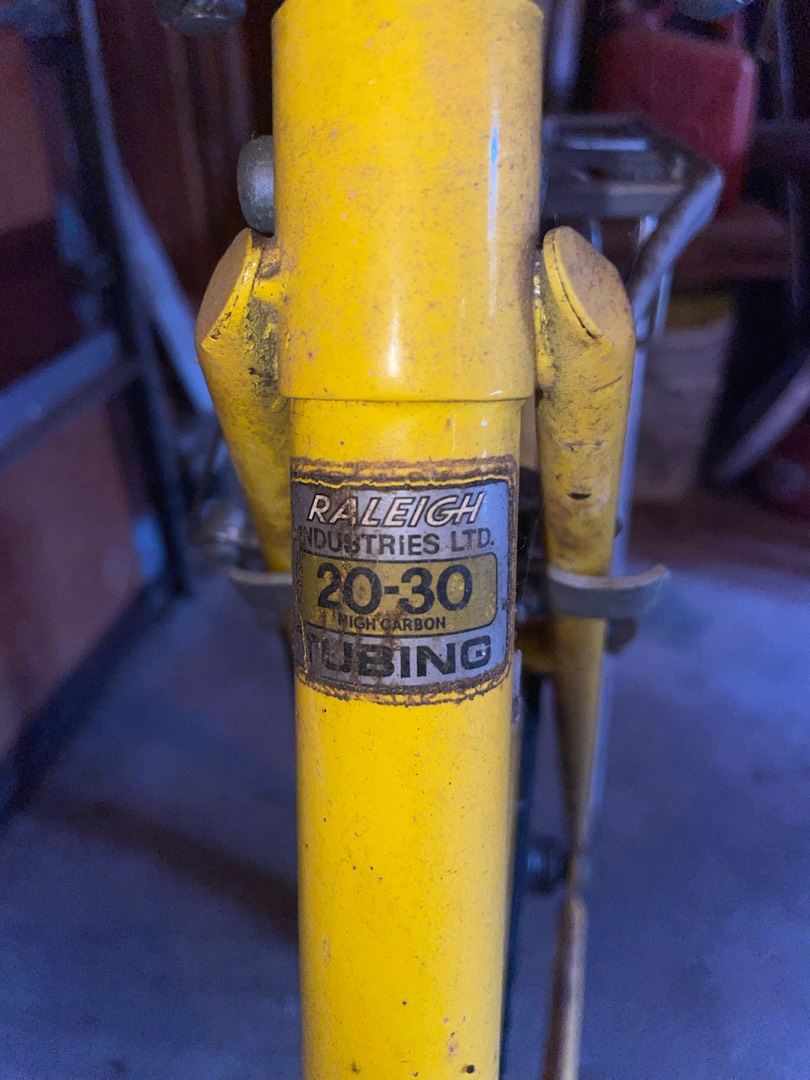 RALEIGH
INDUSTRIES LTD.
20-30
HIGH CARBON
TUBING